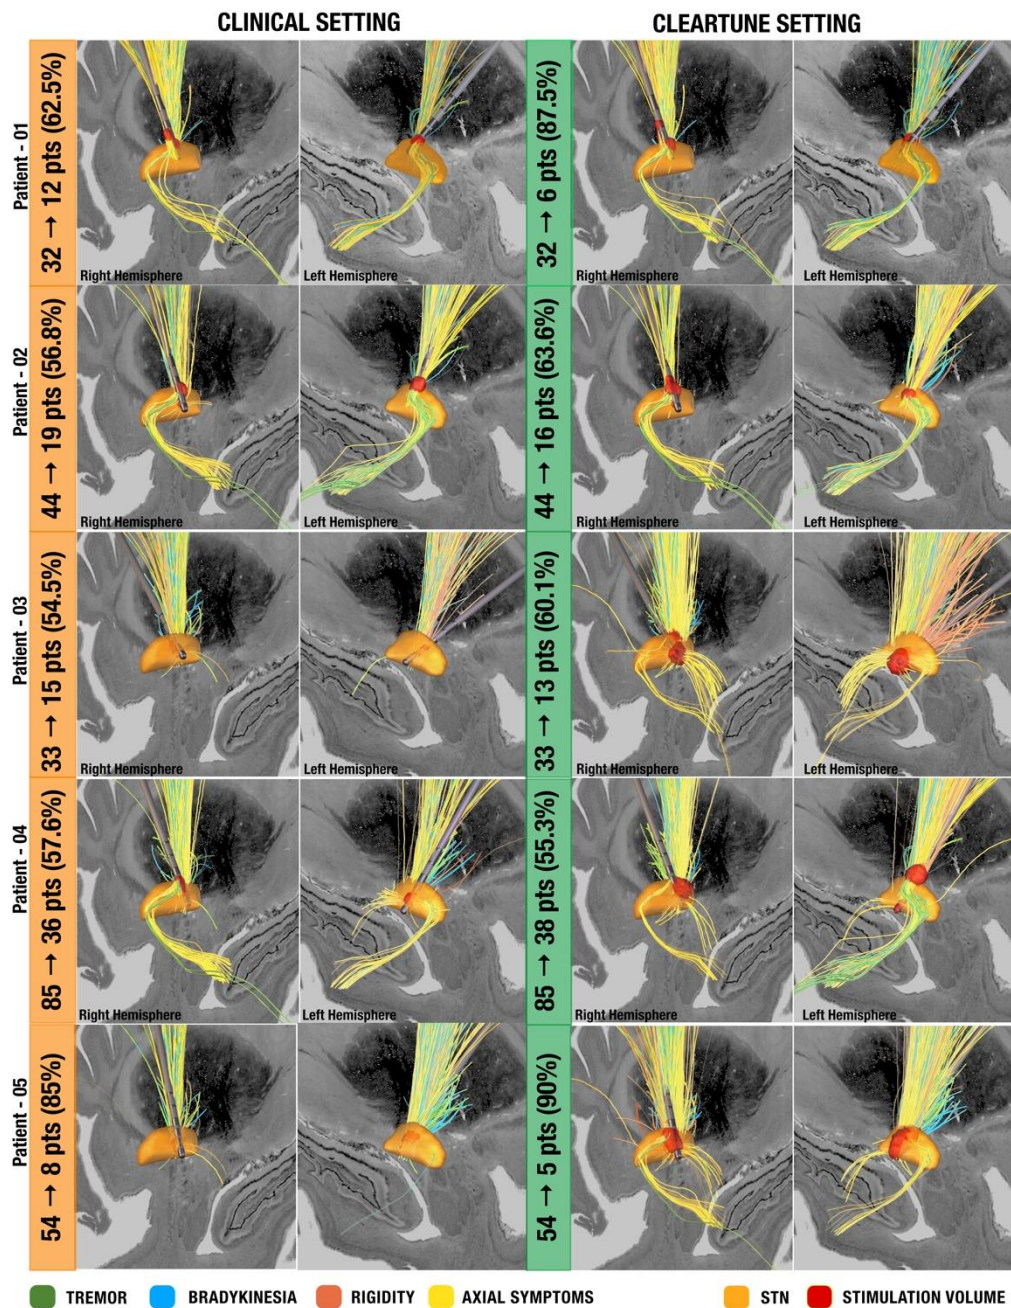 CLINICAL SETTING
CLEARTUNE SETTING
Patient - 01
32 → 12 pts (62.5%)
Right Hemisphere
Left Hemisphere
32 → 6 pts (87.5%)
Right Hemisphere
Left Hemisphere
Patient - 02
44 → 19 pts (56.8%)
Right Hemisphere
Left Hemisphere
44 → 16 pts (63.6%)
Right Hemisphere
Left Hemisphere
Patient - 03
33 → 15 pts (54.5%)
Right Hemisphere
Left Hemisphere
33 → 13 pts (60.1%)
Right Hemisphere
Left Hemisphere
Patient - 04
85 → 36 pts (57.6%)
Right Hemisphere
Left Hemisphere
85 → 38 pts (55.3%)
Right Hemisphere
Left Hemisphere
Patient - 05
54 → 8 pts (85%)
54 → 5 pts (90%)
TREMOR
BRADYKINESIA
RIGIDITY
AXIAL SYMPTOMS
STN
STIMULATION VOLUME